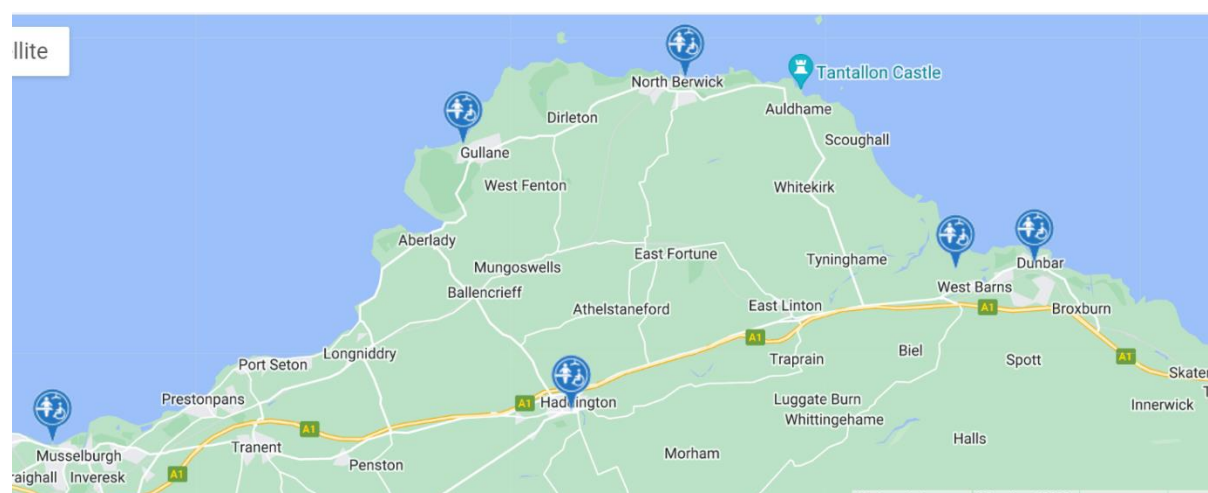 llite
North Berwick
Tantallon Castle
Auldhame
Dirleton
Scoughall
Gullane
West Fenton
Whitekirk
Aberlady
East Fortune
Tyninghame
Dunbar
Mungoswells
West Barns
Ballencrieff
Athelstaneford
East Linton
A1
Broxburn
A1
Longniddry
Traprain
Biel
Spott
A1
Port Seton
Skater
Prestonpans
A1
Haddington
Luggate Burn
Innerwick
Whittingehame
A1
Tranent
Halls
Musselburgh
Morham
Penston
raighall
Inveresk
A1